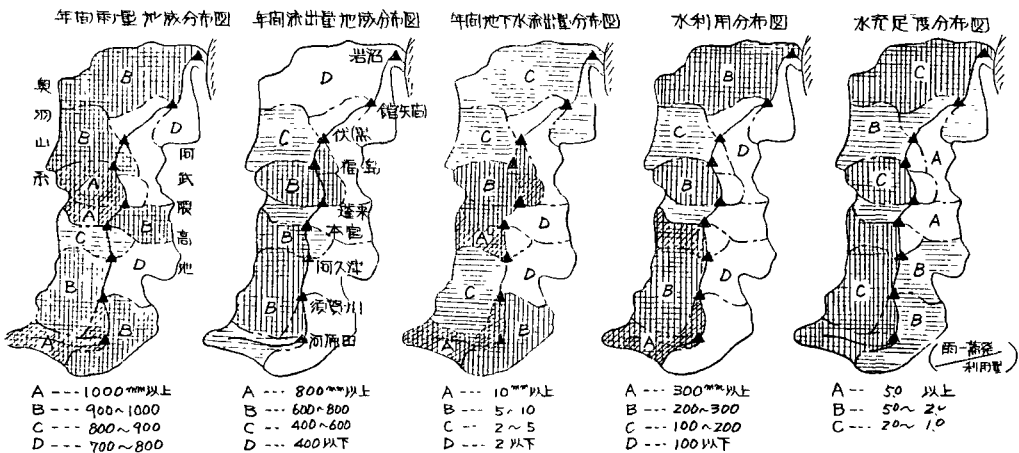 年間雨量地域分布図
年間流出量地域分布図
年間地下水流出量分布図
水利用分布図
水充足度分布図
奥羽山系
阿武隈高地
B
B
D
A
A
B
C
D
B
B
A
岩沼
館矢間
伏黒
福島
蓬莱
本宮
阿久津
須賀川
河原田
D
C
B
B
B
C
C
B
A
D
D
C
B
A
B
C
D
B
D
B
A
C
B
A
C
A
B
C
B
(雨-蒸発/利用量)
A --- 1000mm以上
B --- 900~1000
C --- 800~900
D --- 700~800
A --- 800mm以上
B --- 600~800
C --- 400~600
D --- 400以下
A --- 10mm以上
B --- 5~10
C --- 2~5
D --- 2以下
A --- 300mm以上
B --- 200~300
C --- 100~200
D --- 100以下
A --- 5.0 以上
B --- 5.0~2.0
C --- 2.0~1.0